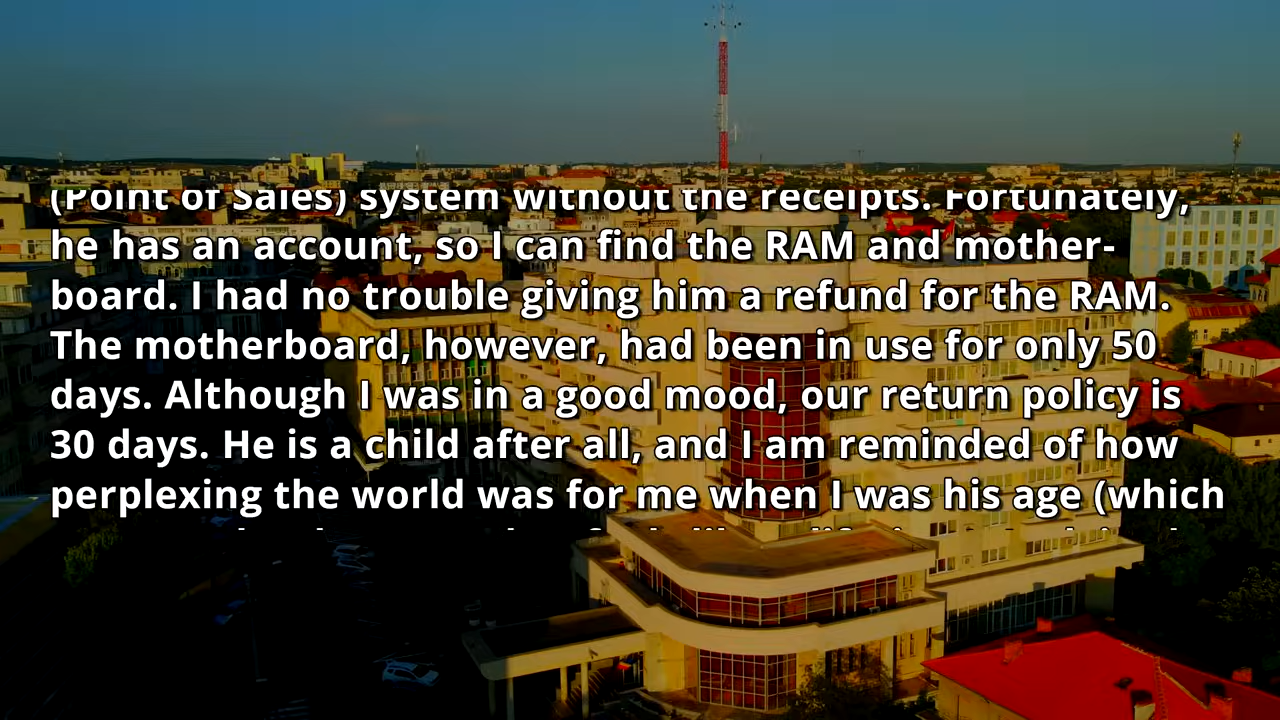 (Point of Sales) system without the receipts. Fortunately,
he has an account, so I can find the RAM and mother-
board. I had no trouble giving him a refund for the RAM.
The motherboard, however, had been in use for only 50
days. Although I was in a good mood, our return policy is
30 days. He is a child after all, and I am reminded of how
perplexing the world was for me when I was his age (which